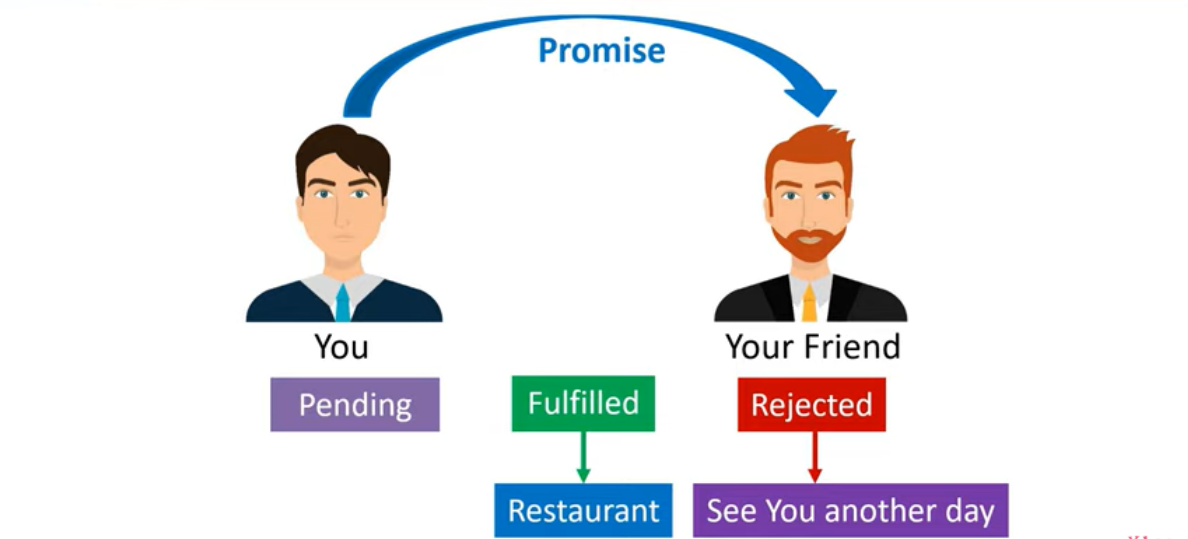 Promise
You
Your Friend
Pending
Fulfilled
Rejected
Restaurant
See You another day